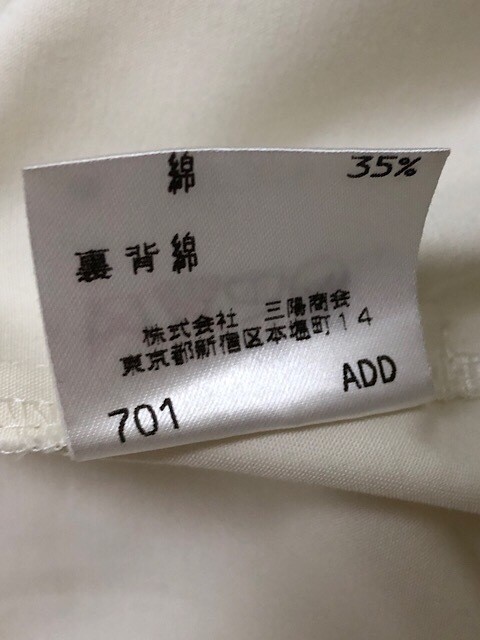 綿 35%
裏背綿
株式会社 三陽商会
東京都新宿区本塩町14
701 ADD